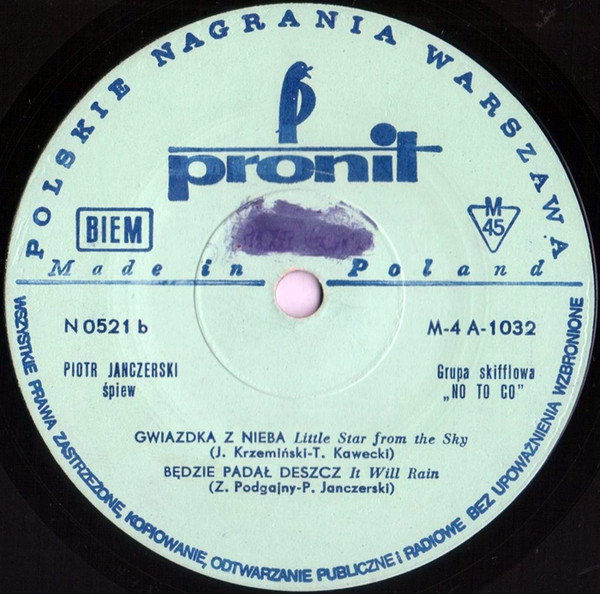 POLSKIE NAGRANIA WARSZAWA
pronit
BIEM
M
45
Made in Poland
N 0521 b
M-4 A-1032
PIOTR JANCZERSKI
śpiew
Grupa skifflowa
„NO TO CO”
GWIAZDKA Z NIEBA Little Star from the Sky
(J. Krzemiński-T. Kawecki)
BĘDZIE PADAŁ DESZCZ It Will Rain
(Z. Podgajny-P. Janczerski)
WSZYSTKIE PRAWA ZASTRZEŻONE, KOPIOWANIE, ODTWARZANIE PUBLICZNE i RADIOWE BEZ UPOWAŻNIENIA WZBRONIONE